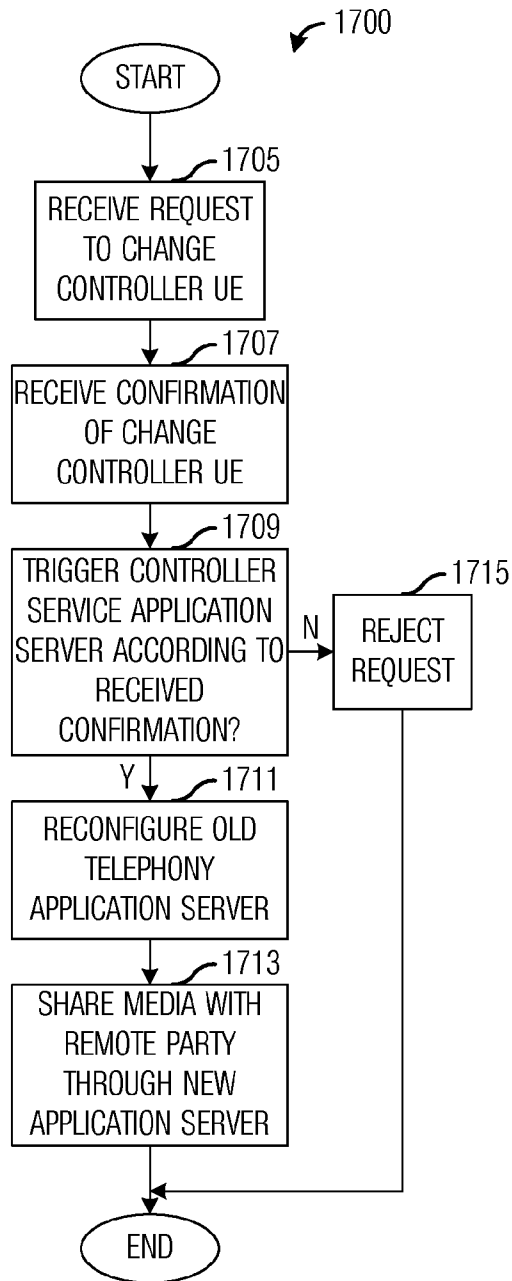 1700
START
1705
RECEIVE REQUEST
TO CHANGE
CONTROLLER UE
1707
RECEIVE CONFIRMATION
OF CHANGE
CONTROLLER UE
1709
TRIGGER CONTROLLER
SERVICE APPLICATION
SERVER ACCORDING TO
RECEIVED
CONFIRMATION?
N
1715
REJECT
REQUEST
Y
1711
RECONFIGURE OLD
TELEPHONY
APPLICATION SERVER
1713
SHARE MEDIA WITH
REMOTE PARTY
THROUGH NEW
APPLICATION SERVER
END